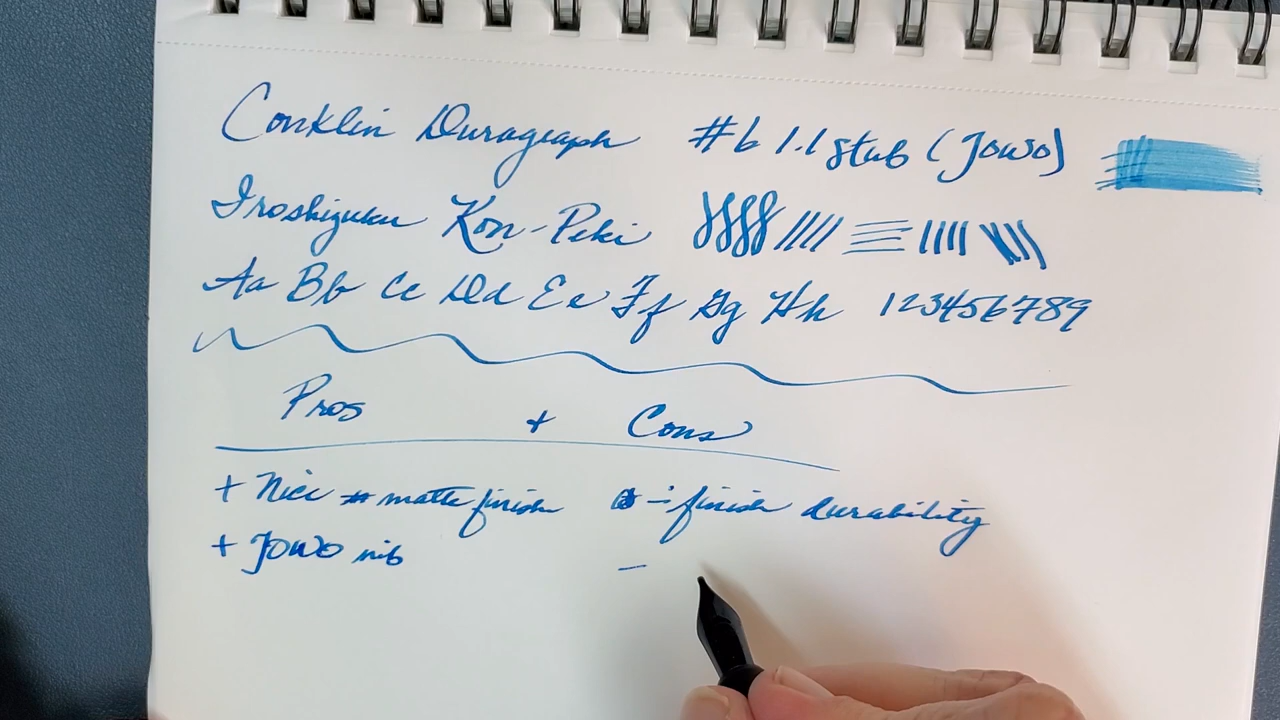 Conklin Duragraph #6 1.1 stub (Jowo)
Iroshizuku Kon-Peki
Aa Bb Cc Dd Ee Ff Gg Hh 123456789
Pros + Cons
+ Nice matte finish - finish durability
+ JOWO nib -